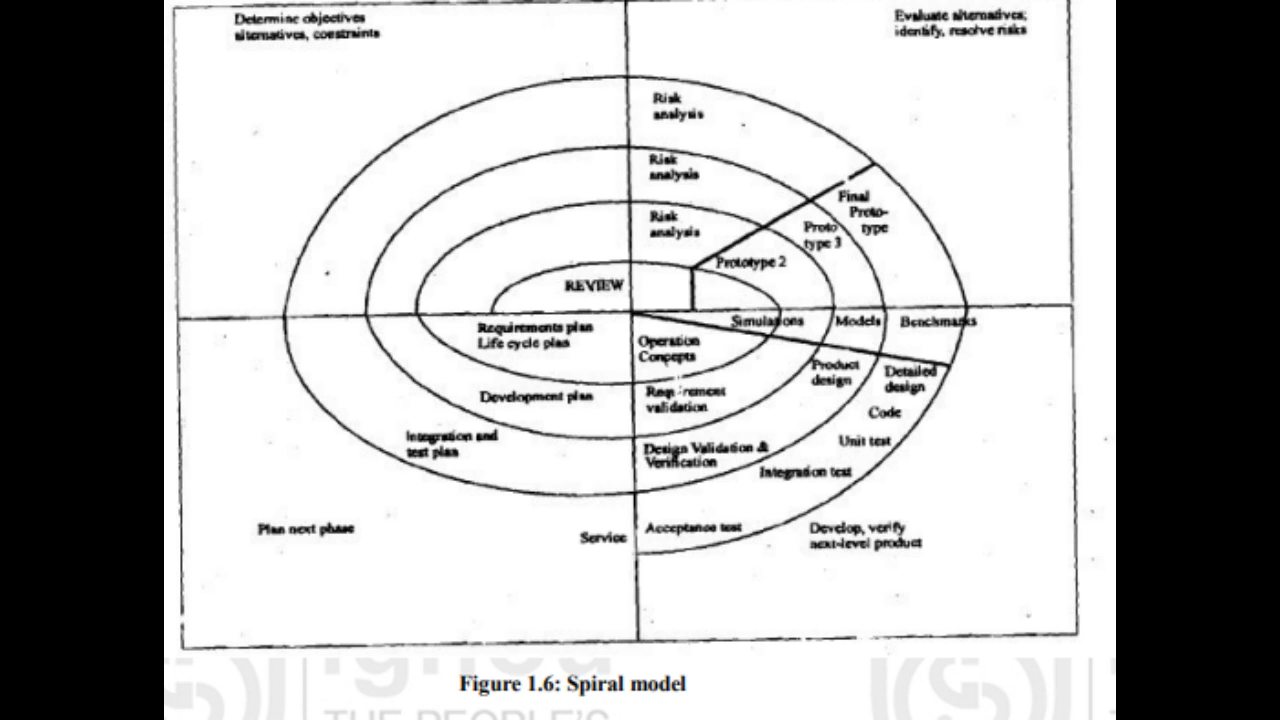 Determine objectives
alternatives, constraints
Evaluate alternatives;
identify, resolve risks
Risk
analysis
Risk
analysis
Risk
analysis
REVIEW
Prototype 2
Proto
type 3
Final
Proto-
type
Requirements plan
Life cycle plan
Operation
Concepts
Simulations
Models
Benchmarks
Development plan
validation
Product
design
Detailed
design
Code
Integration and
test plan
Design Validation &
Verification
Unit test
Integration test
Plan next phase
Service
Acceptance test
Develop, verify
next-level product
Figure 1.6: Spiral model
ignou
THE PEOPLE'S